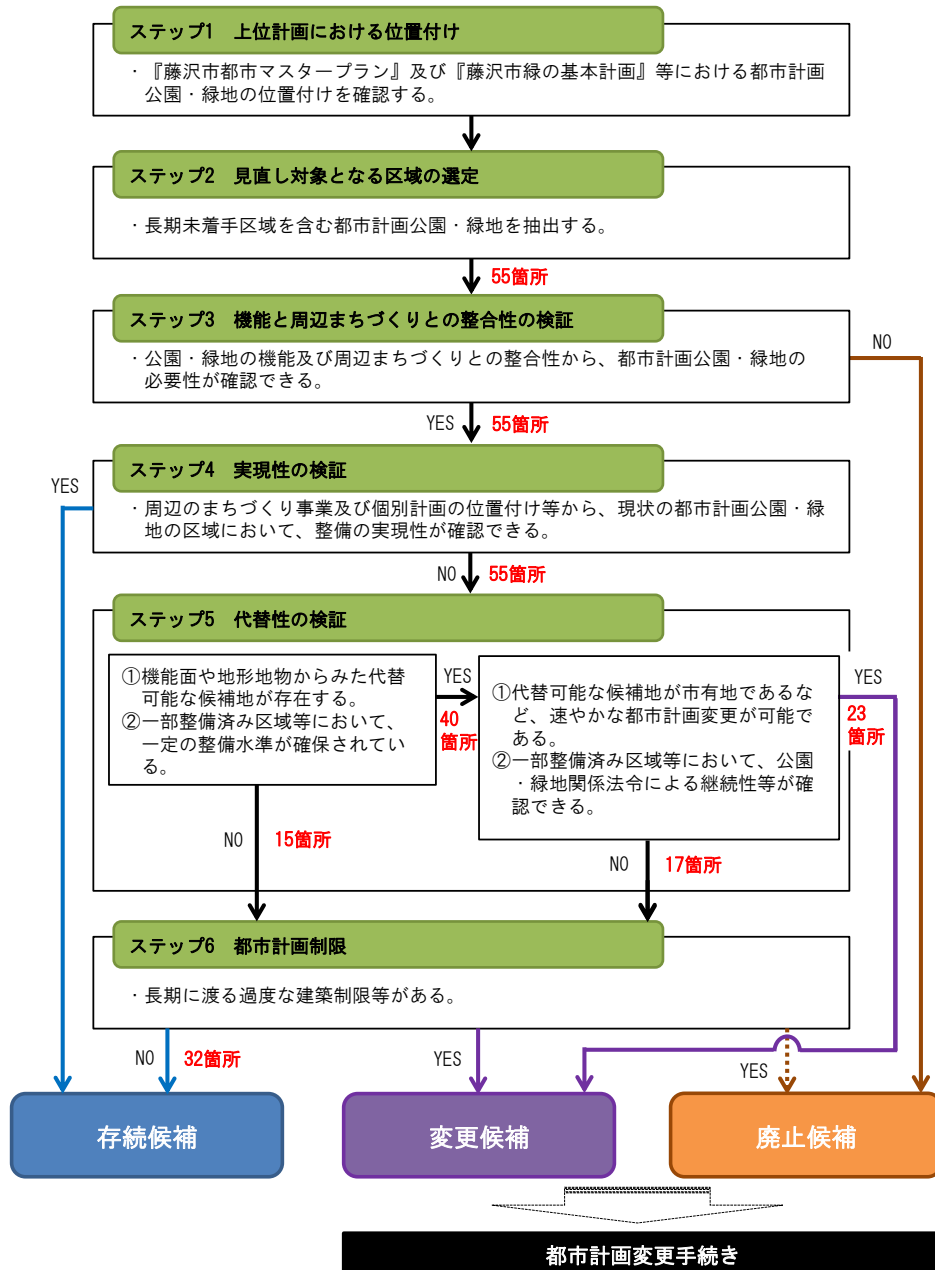 ステップ1　上位計画における位置付け
・『藤沢市都市マスタープラン』及び『藤沢市緑の基本計画』等における都市計画
公園・緑地の位置付けを確認する。
ステップ2　見直し対象となる区域の選定
・長期未着手区域を含む都市計画公園・緑地を抽出する。
55箇所
ステップ3　機能と周辺まちづくりとの整合性の検証
・公園・緑地の機能及び周辺まちづくりとの整合性から、都市計画公園・緑地の
必要性が確認できる。
NO
YES
55箇所
ステップ4　実現性の検証
YES
・周辺のまちづくり事業及び個別計画の位置付け等から、現状の都市計画公園・緑
地の区域において、整備の実現性が確認できる。
NO
55箇所
ステップ5　代替性の検証
①機能面や地形地物からみた代替
可能な候補地が存在する。
②一部整備済み区域等において、
一定の整備水準が確保されてい
る。
YES
40
箇所
①代替可能な候補地が市有地であるな
ど、速やかな都市計画変更が可能で
ある。
②一部整備済み区域等において、公園
・緑地関係法令による継続性等が確
認できる。
YES
23
箇所
NO
15箇所
NO
17箇所
ステップ6　都市計画制限
・長期に渡る過度な建築制限等がある。
NO
32箇所
YES
YES
存続候補
変更候補
廃止候補
都市計画変更手続き